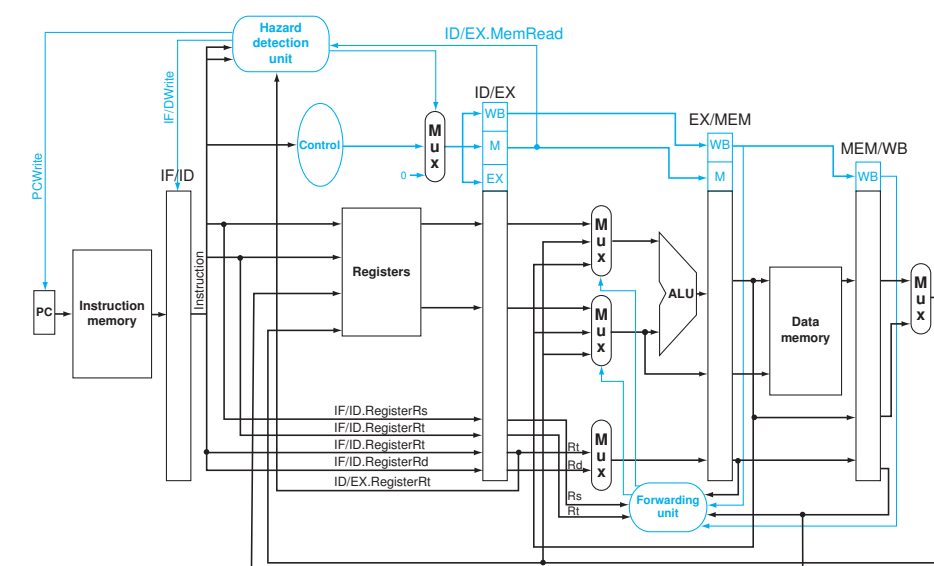 Hazard
detection
unit
ID/EX.MemRead
IF/DWrite
PCWrite
ID/EX
WB
M
EX
EX/MEM
WB
M
MEM/WB
WB
Control
0
M
u
x
IF/ID
PC
Instruction
memory
Instruction
Registers
M
u
x
M
u
x
ALU
Data
memory
M
u
x
IF/ID.RegisterRs
IF/ID.RegisterRt
IF/ID.RegisterRt
IF/ID.RegisterRd
ID/EX.RegisterRt
Rt
Rd
M
u
x
Rs
Rt
Forwarding
unit